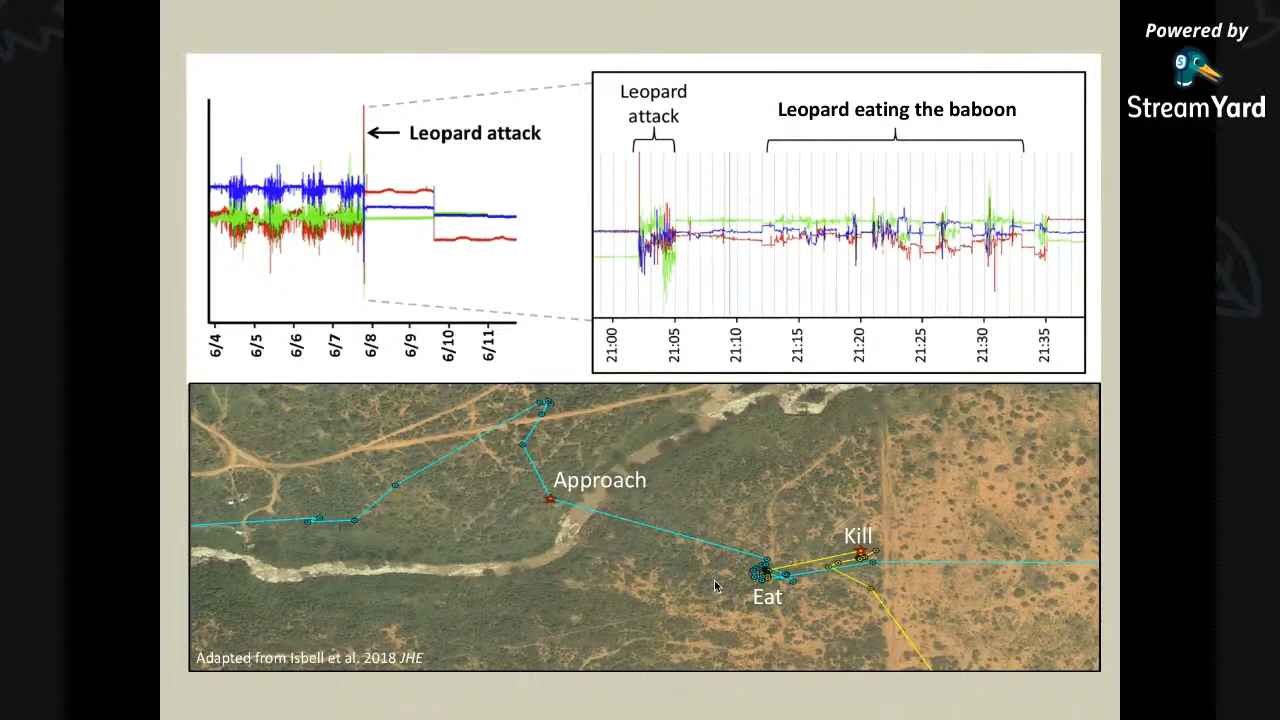 Powered by
StreamYard
Leopard attack
6/4
6/5
6/6
6/7
6/8
6/9
6/10
6/11
Leopard
attack
Leopard eating the baboon
21:00
21:05
21:10
21:15
21:20
21:25
21:30
21:35
Approach
Kill
Eat
Adapted from Isbell et al. 2018 JHE